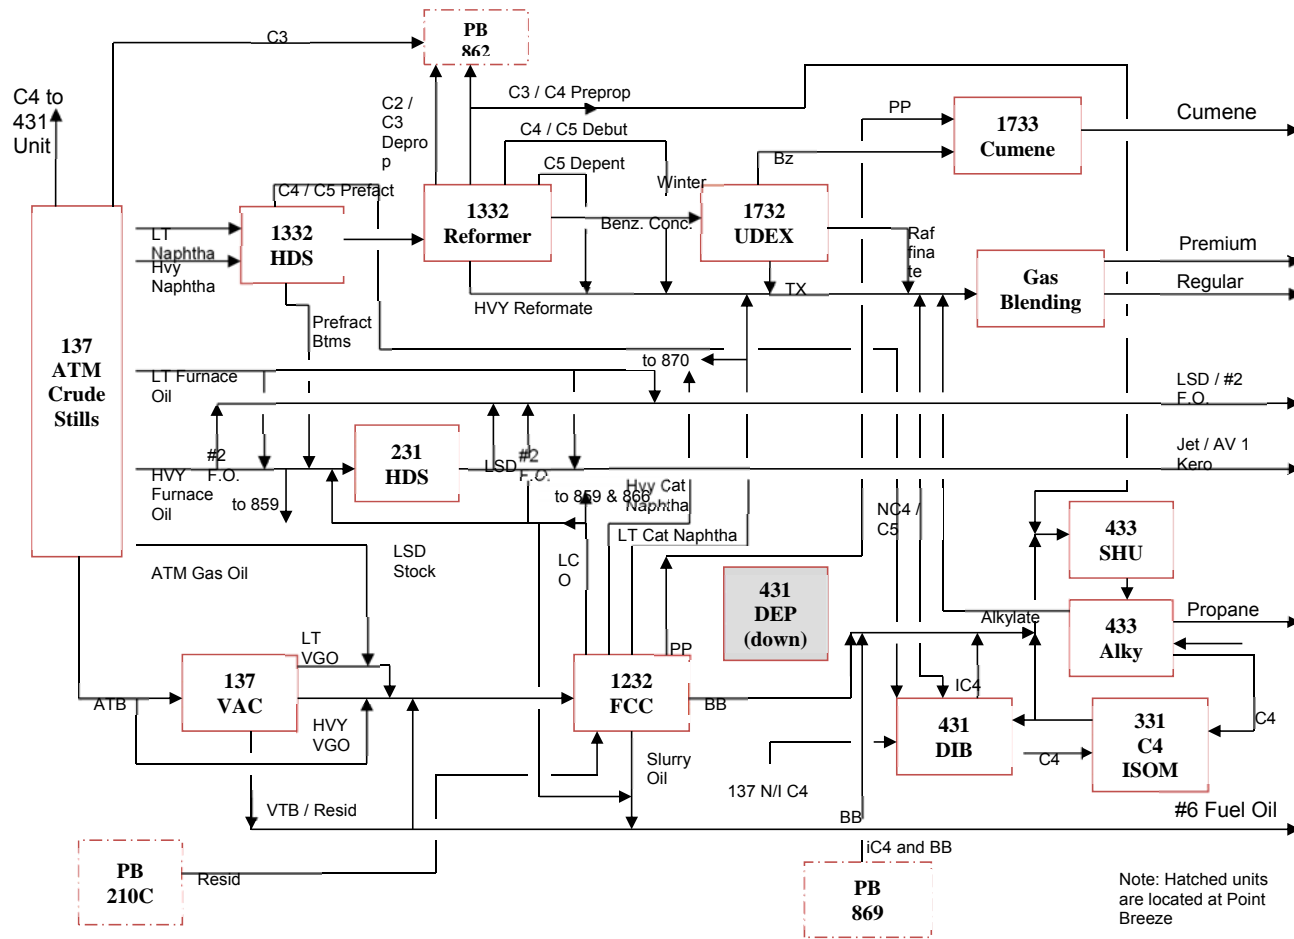 PB
862
C3
C4 to
431
Unit
C2 /
C3
Depro
p
C3 / C4 Preprop
C4 / C5 Debut
C5 Depent
C4 / C5 Prefact
PP
1733
Cumene
Cumene
Bz
Winter
1332
HDS
1332
Reformer
Benz. Conc.
1732
UDEX
Raf
fina
te
LT
Naphtha
Hvy
Naphtha
Premium
Regular
Gas
Blending
TX
HVY Reformate
Prefract
Btms
137
ATM
Crude
Stills
to 870
LT Furnace
Oil
LSD / #2
F.O.
#2
F.O.
HVY
Furnace
Oil
to 859
231
HDS
LSD
#2
F.O.
Jet / AV 1
Kero
to 859 & 866
Hvy Cat
Naphtha
LT Cat Naphtha
NC4 /
C5
LSD
Stock
LC
O
ATM Gas Oil
431
DEP
(down)
433
SHU
433
Alky
Alkylate
Propane
LT
VGO
PP
ATB
137
VAC
HVY
VGO
1232
FCC
BB
IC4
431
DIB
C4
331
C4
ISOM
C4
Slurry
Oil
137 N/I C4
VTB / Resid
BB
#6 Fuel Oil
PB
210C
Resid
iC4 and BB
PB
869
Note: Hatched units
are located at Point
Breeze